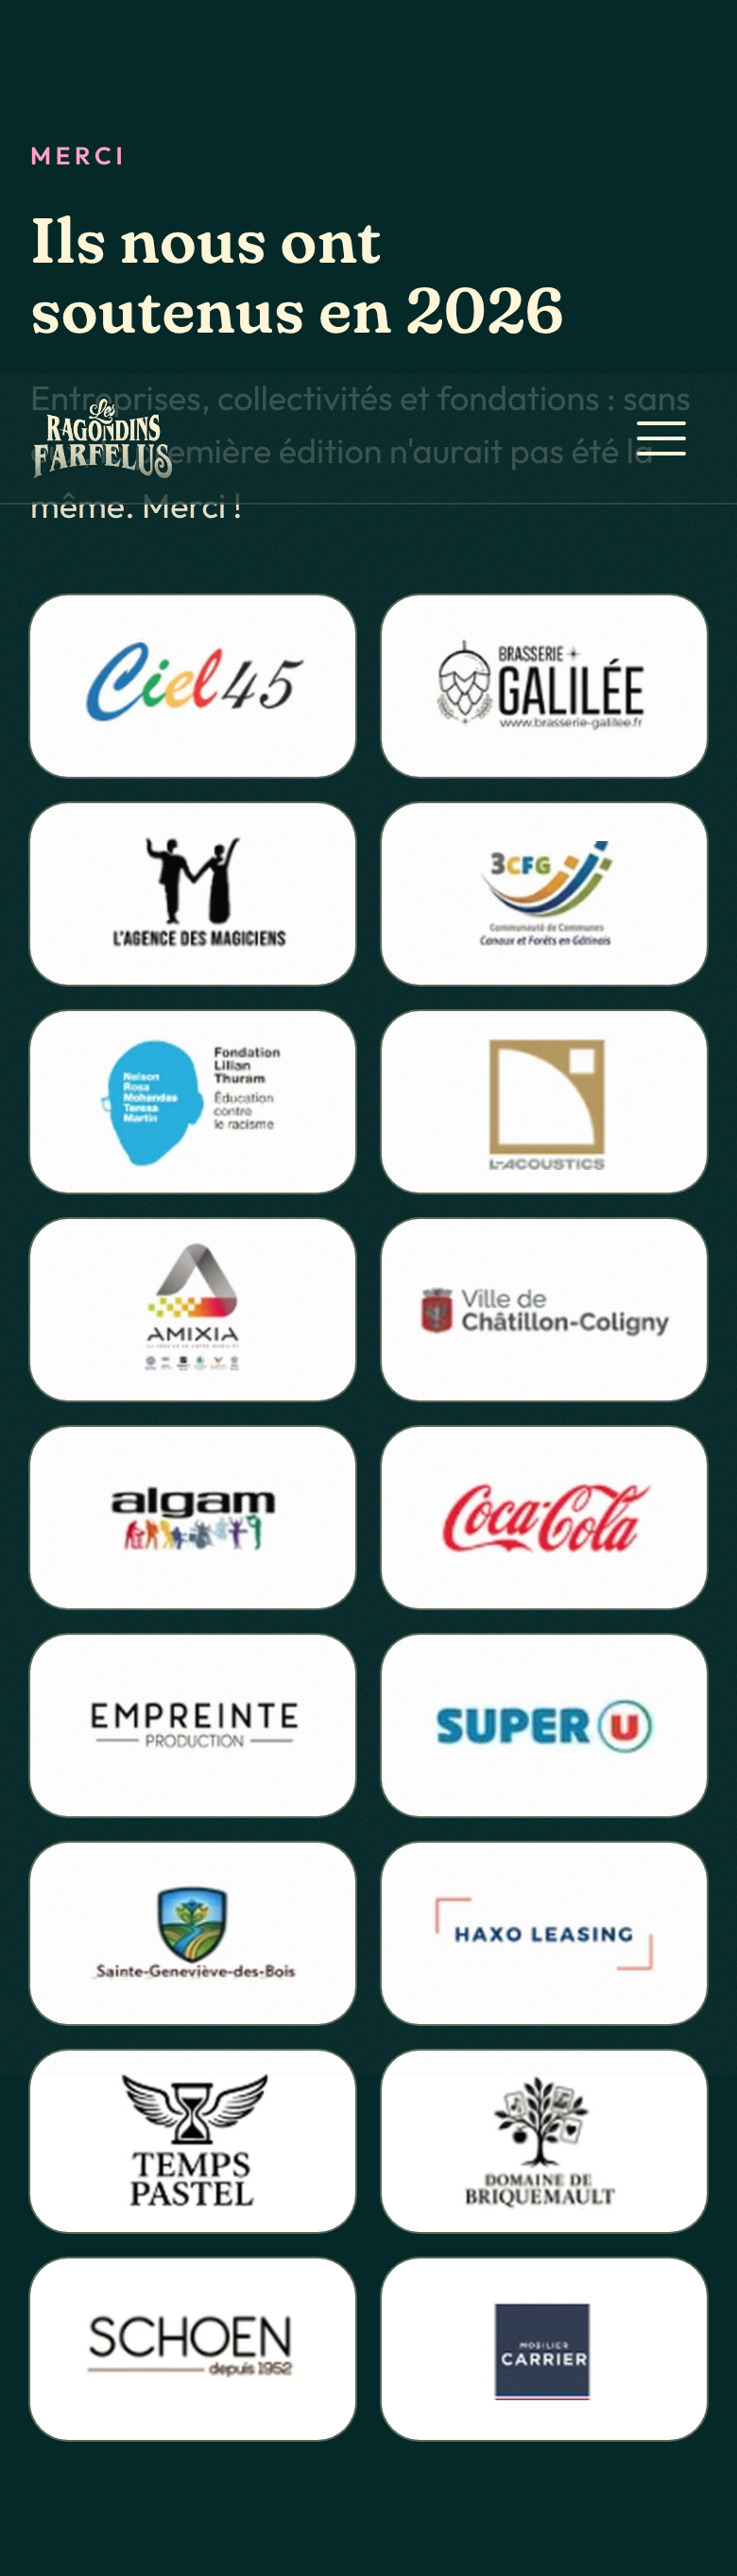 MERCI
Ils nous ont
soutenus en 2026
Entreprises, collectivités et fondations : sans
Les
RAGONDINS
FARFELUS
première édition n'aurait pas été la
même. Merci !
Ciel 45
BRASSERIE
GALILÉE
www.brasserie-galilee.fr
L'AGENCE DES MAGICIENS
3CFG
Communauté de Communes
Canaux et Forêts en Gâtinais
Nelson
Rosa
Mohandas
Teresa
Martin
Fondation
Lilian
Thuram
Éducation
contre
le racisme
L-ACOUSTICS
AMIXIA
Ville de
Châtillon-Coligny
algam
Coca-Cola
EMPREINTE
PRODUCTION
SUPER U
Sainte-Geneviève-des-Bois
HAXO LEASING
TEMPS
PASTEL
DOMAINE DE
BRIQUEMAULT
SCHOEN
depuis 1952
MOBILIER
CARRIER